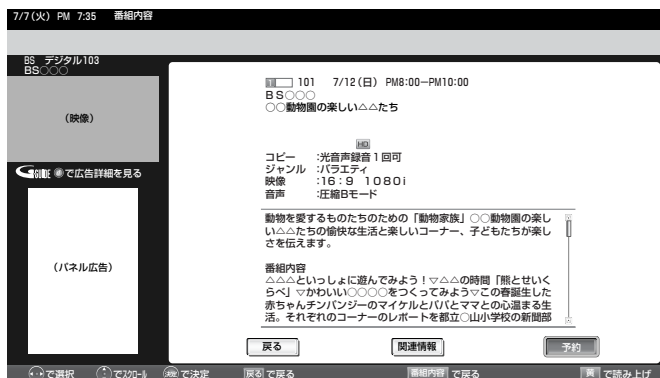 7/7(火) PM 7:35 番組内容
BS デジタル103
BS○○○
(映像)
GUIDE で広告詳細を見る
(パネル広告)
101 7/12(日) PM8:00−PM10:00
BS○○○
○○動物園の楽しい△△たち
HD
コピー :光音声録音1回可
ジャンル :バラエティ
映像 :16:9 1080i
音声 :圧縮Bモード
動物を愛するものたちのための「動物家族」○○動物園の楽し
い△△たちの愉快な生活と楽しいコーナー、子どもたちが楽し
さを伝えます。
番組内容
△△△といっしょに遊んでみよう!▽△△の時間「熊とせいく
らべ」▽かわいい○○○○をつくってみよう▽この春誕生した
赤ちゃんチンパンジーのマイケルとパパとママとの心温まる生
活。それぞれのコーナーのレポートを都立○山小学校の新聞部
戻る 関連情報 予約
で選択 でスクロール 決定 で決定 戻る で戻る 番組内容 で戻る 黄 で読み上げ